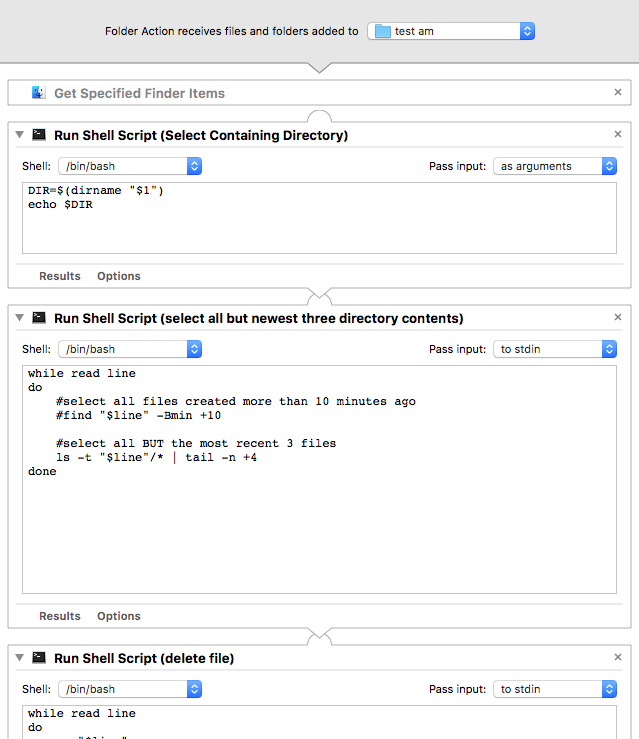 Folder Action receives files and folders added to test am
Get Specified Finder Items
Run Shell Script (Select Containing Directory)
Shell: /bin/bash Pass input: as arguments
DIR=$(dirname "$1")
echo $DIR
Results Options
Run Shell Script (select all but newest three directory contents)
Shell: /bin/bash Pass input: to stdin
while read line
do
#select all files created more than 10 minutes ago
#find "$line" -Bmin +10
#select all BUT the most recent 3 files
ls -t "$line"/* | tail -n +4
done
Results Options
Run Shell Script (delete file)
Shell: /bin/bash Pass input: to stdin
while read line
do